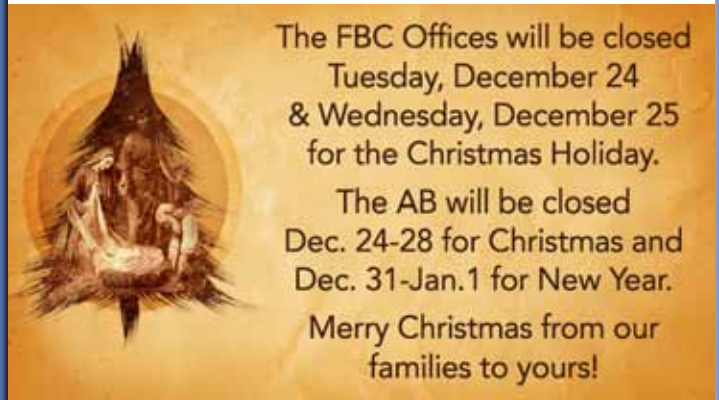 The FBC Offices will be closed
Tuesday, December 24
& Wednesday, December 25
for the Christmas Holiday.
The AB will be closed
Dec. 24-28 for Christmas and
Dec. 31-Jan.1 for New Year.
Merry Christmas from our
families to yours!